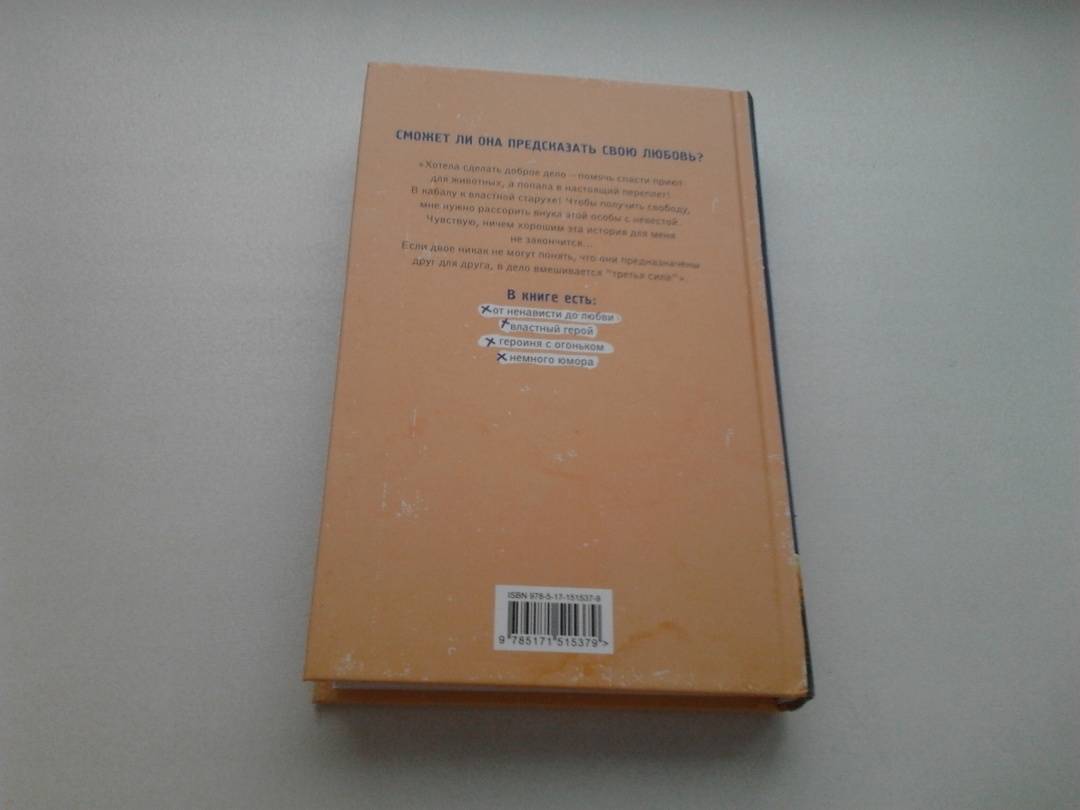 СМОЖЕТ ЛИ ОНА ПРЕДСКАЗАТЬ СВОЮ ЛЮБОВЬ?
«Хотела сделать доброе дело – помочь спасти приют
для животных, а попала в настоящий переплет!
В кабалу к властной старухе! Чтобы получить свободу,
мне нужно рассорить внука этой особы с невестой.
Чувствую, ничем хорошим эта история для меня
не закончится...
Если двое никак не могут понять, что они предназначены
друг для друга, в дело вмешивается "третья сила"»
В книге есть:
×от ненависти до любви
×властный герой
× героиня с огоньком
×немного юмора
ISBN 978-5-17-151537-9
9 785171 515379 >